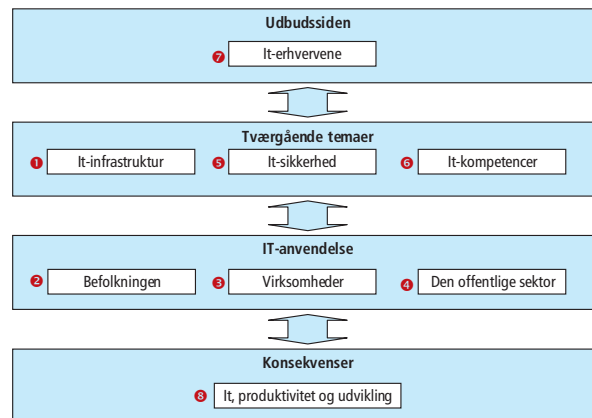 Udbudssiden
7 It-erhvervene
Tværgående temaer
1 It-infrastruktur 5 It-sikkerhed 6 It-kompetencer
IT-anvendelse
2 Befolkningen 3 Virksomheder 4 Den offentlige sektor
Konsekvenser
8 It, produktivitet og udvikling